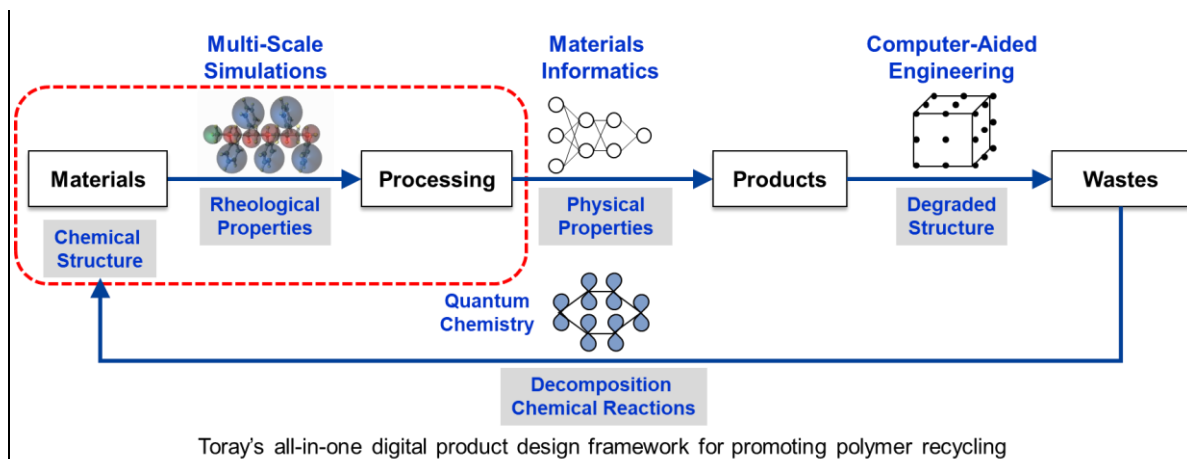 Multi-Scale
Simulations
Materials
Informatics
Computer-Aided
Engineering
Materials
Processing
Products
Wastes
Rheological
Properties
Physical
Properties
Degraded
Structure
Chemical
Structure
Quantum
Chemistry
Decomposition
Chemical Reactions
Toray's all-in-one digital product design framework for promoting polymer recycling